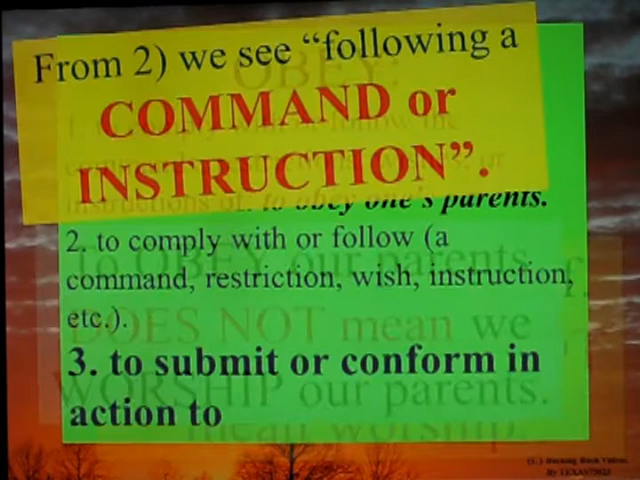 From 2) we see “following a
COMMAND or
INSTRUCTION”.
to obey one's parents.
2. to comply with or follow (a
command, restriction, wish, instruction,
etc.).
3. to submit or conform in
action to
OBEY:
To OBEY our parents
DOES NOT mean we
WORSHIP our parents.
mean worship.